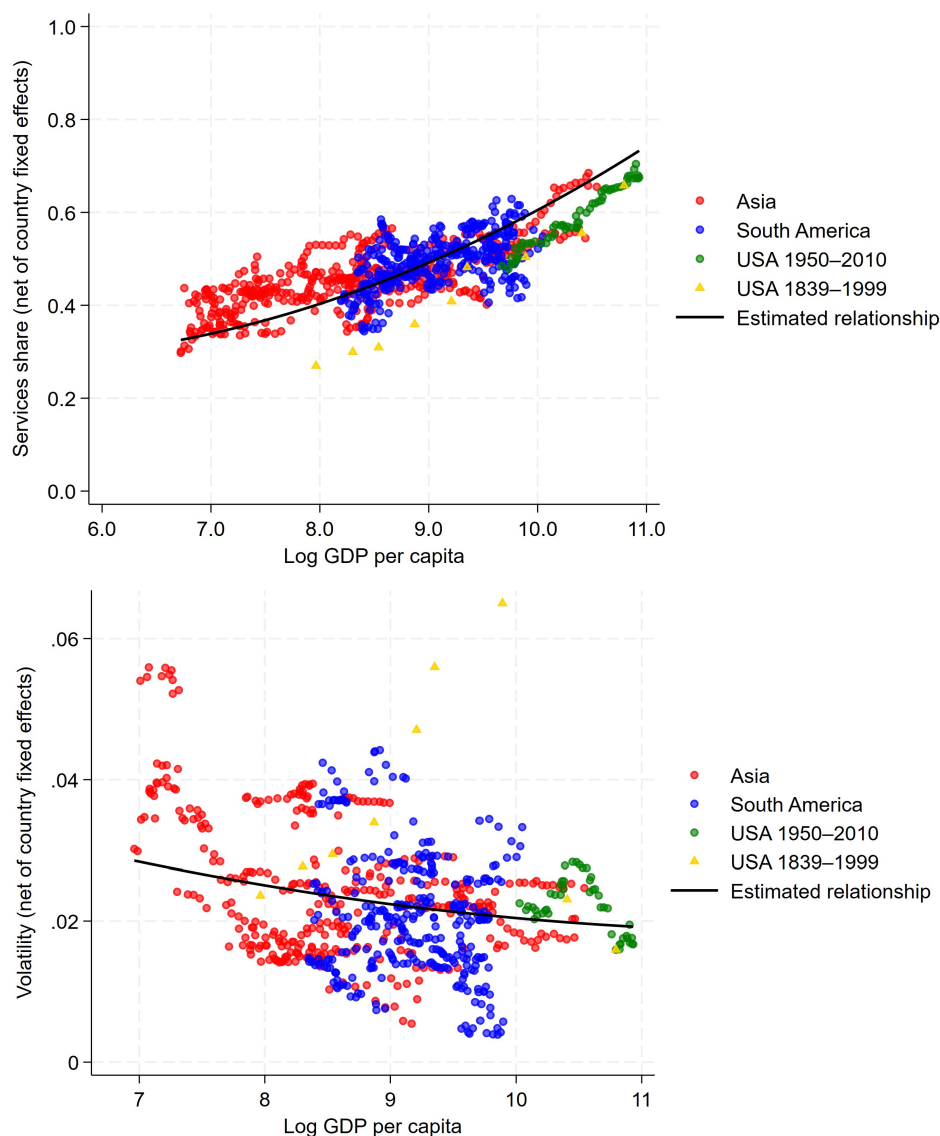 Services share (net of country fixed effects)
1.0
0.8
0.6
0.4
0.2
0.0
6.0 7.0 8.0 9.0 10.0 11.0
Log GDP per capita
Asia
South America
USA 1950–2010
USA 1839–1999
Estimated relationship
Volatility (net of country fixed effects)
.06
.04
.02
0
7 8 9 10 11
Log GDP per capita
Asia
South America
USA 1950–2010
USA 1839–1999
Estimated relationship